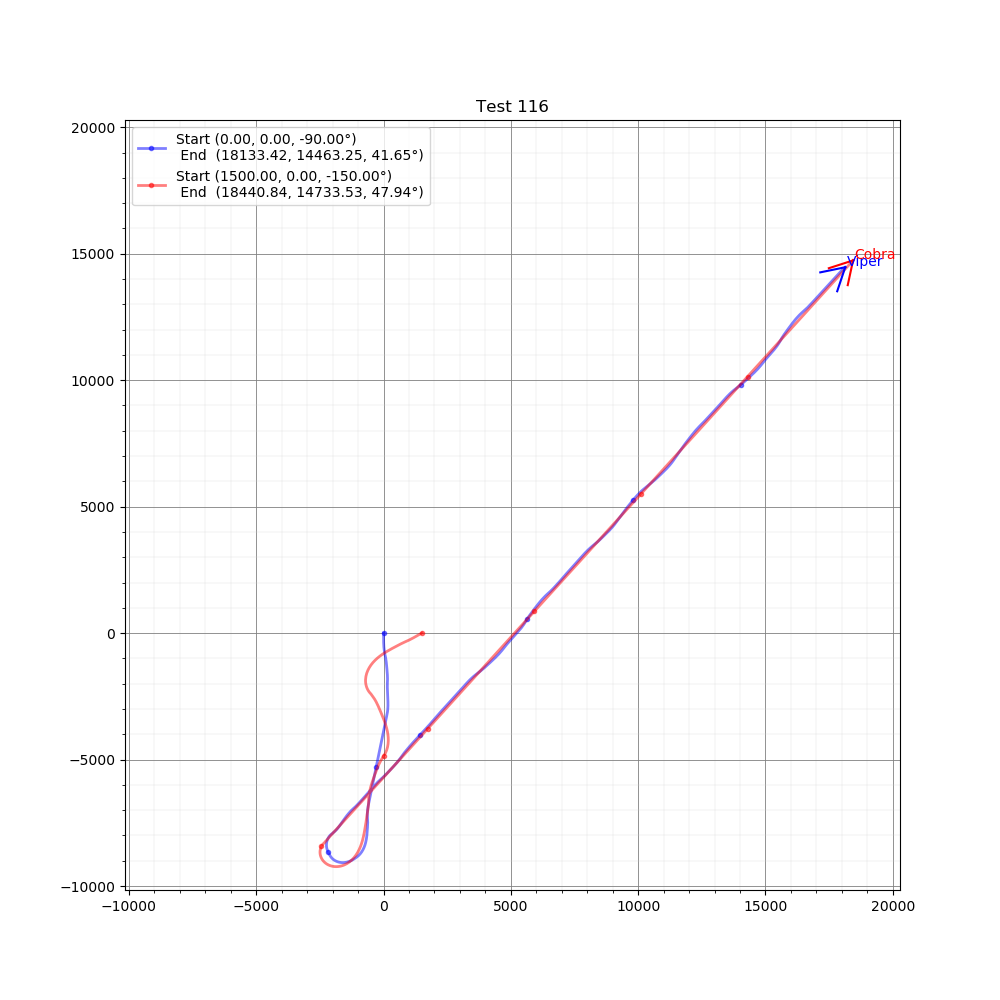 Test 116
Start (0.00, 0.00, -90.00°)
End (18133.42, 14463.25, 41.65°)
Start (1500.00, 0.00, -150.00°)
End (18440.84, 14733.53, 47.94°)
20000
15000
10000
5000
0
−5000
−10000
Cobra
Viper
−10000
−5000
0
5000
10000
15000
20000